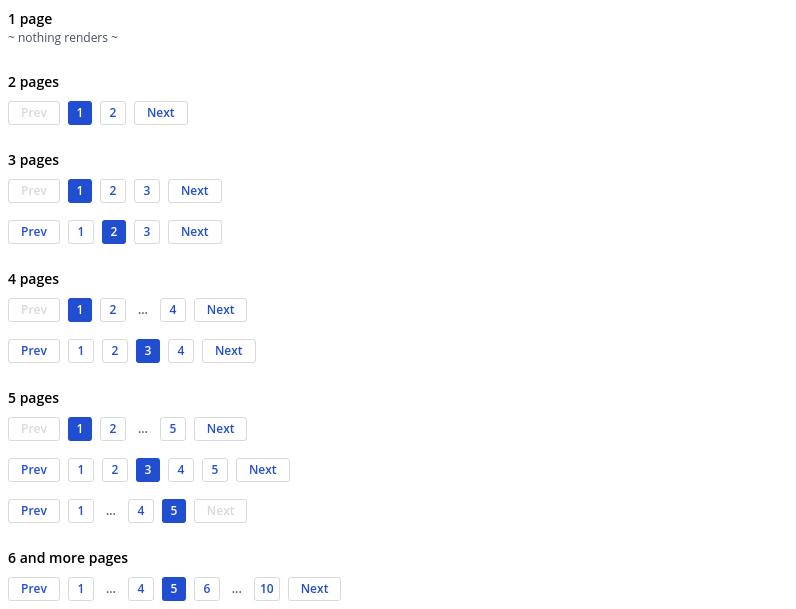 1 page
~ nothing renders ~
2 pages
Prev 1 2 Next
3 pages
Prev 1 2 3 Next
Prev 1 2 3 Next
4 pages
Prev 1 2 ... 4 Next
Prev 1 2 3 4 Next
5 pages
Prev 1 2 ... 5 Next
Prev 1 2 3 4 5 Next
Prev 1 ... 4 5 Next
6 and more pages
Prev 1 ... 4 5 6 ... 10 Next